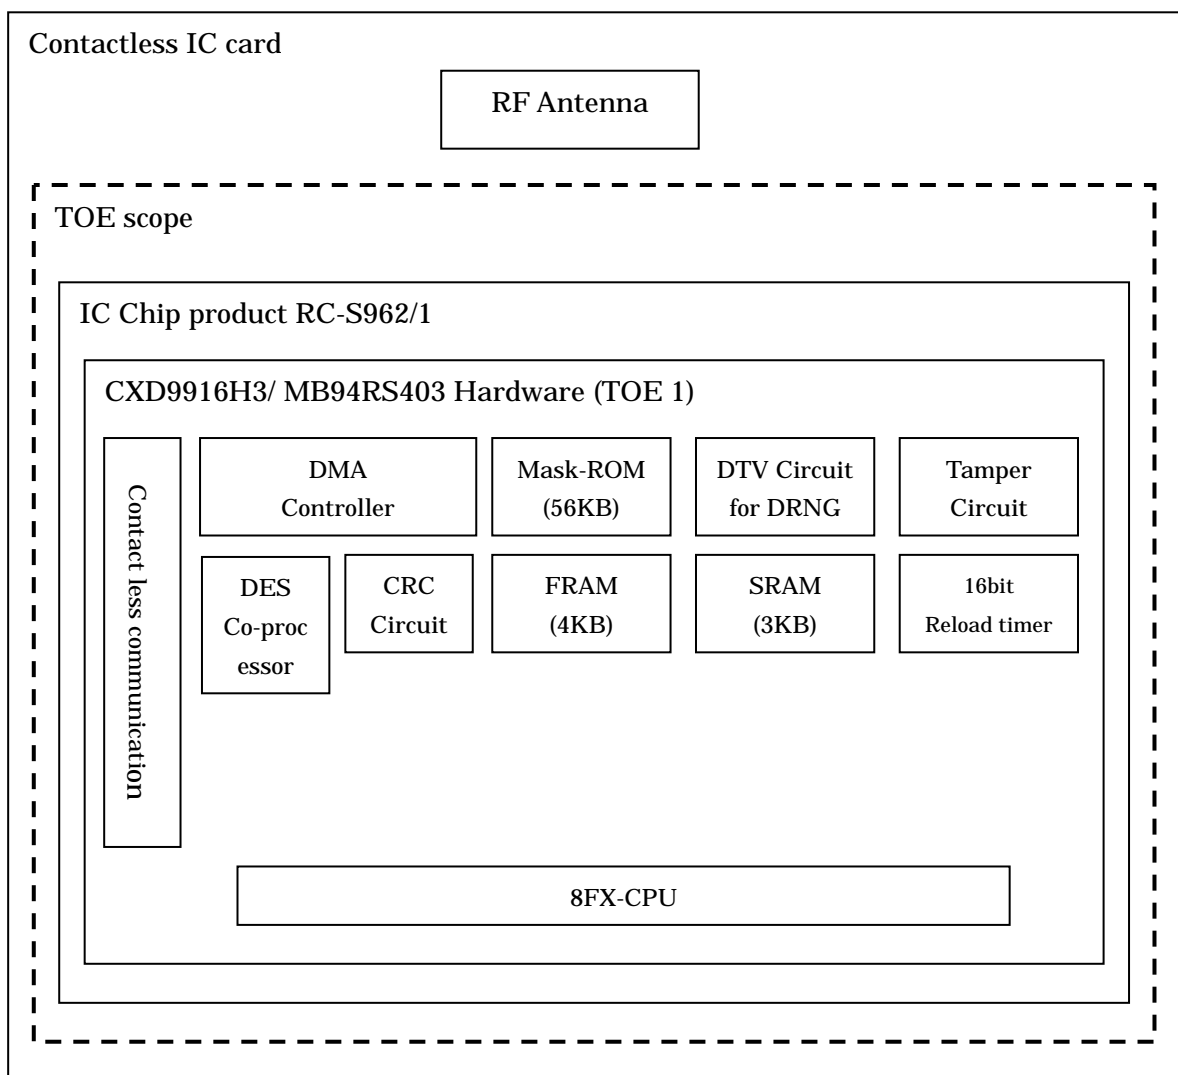 Contactless IC card
RF Antenna
TOE scope
IC Chip product RC-S962/1
CXD9916H3/ MB94RS403 Hardware (TOE 1)
Contact less communication
DMA
Controller
Mask-ROM
(56KB)
DTV Circuit
for DRNG
Tamper
Circuit
DES
Co-proc
essor
CRC
Circuit
FRAM
(4KB)
SRAM
(3KB)
16bit
Reload timer
8FX-CPU